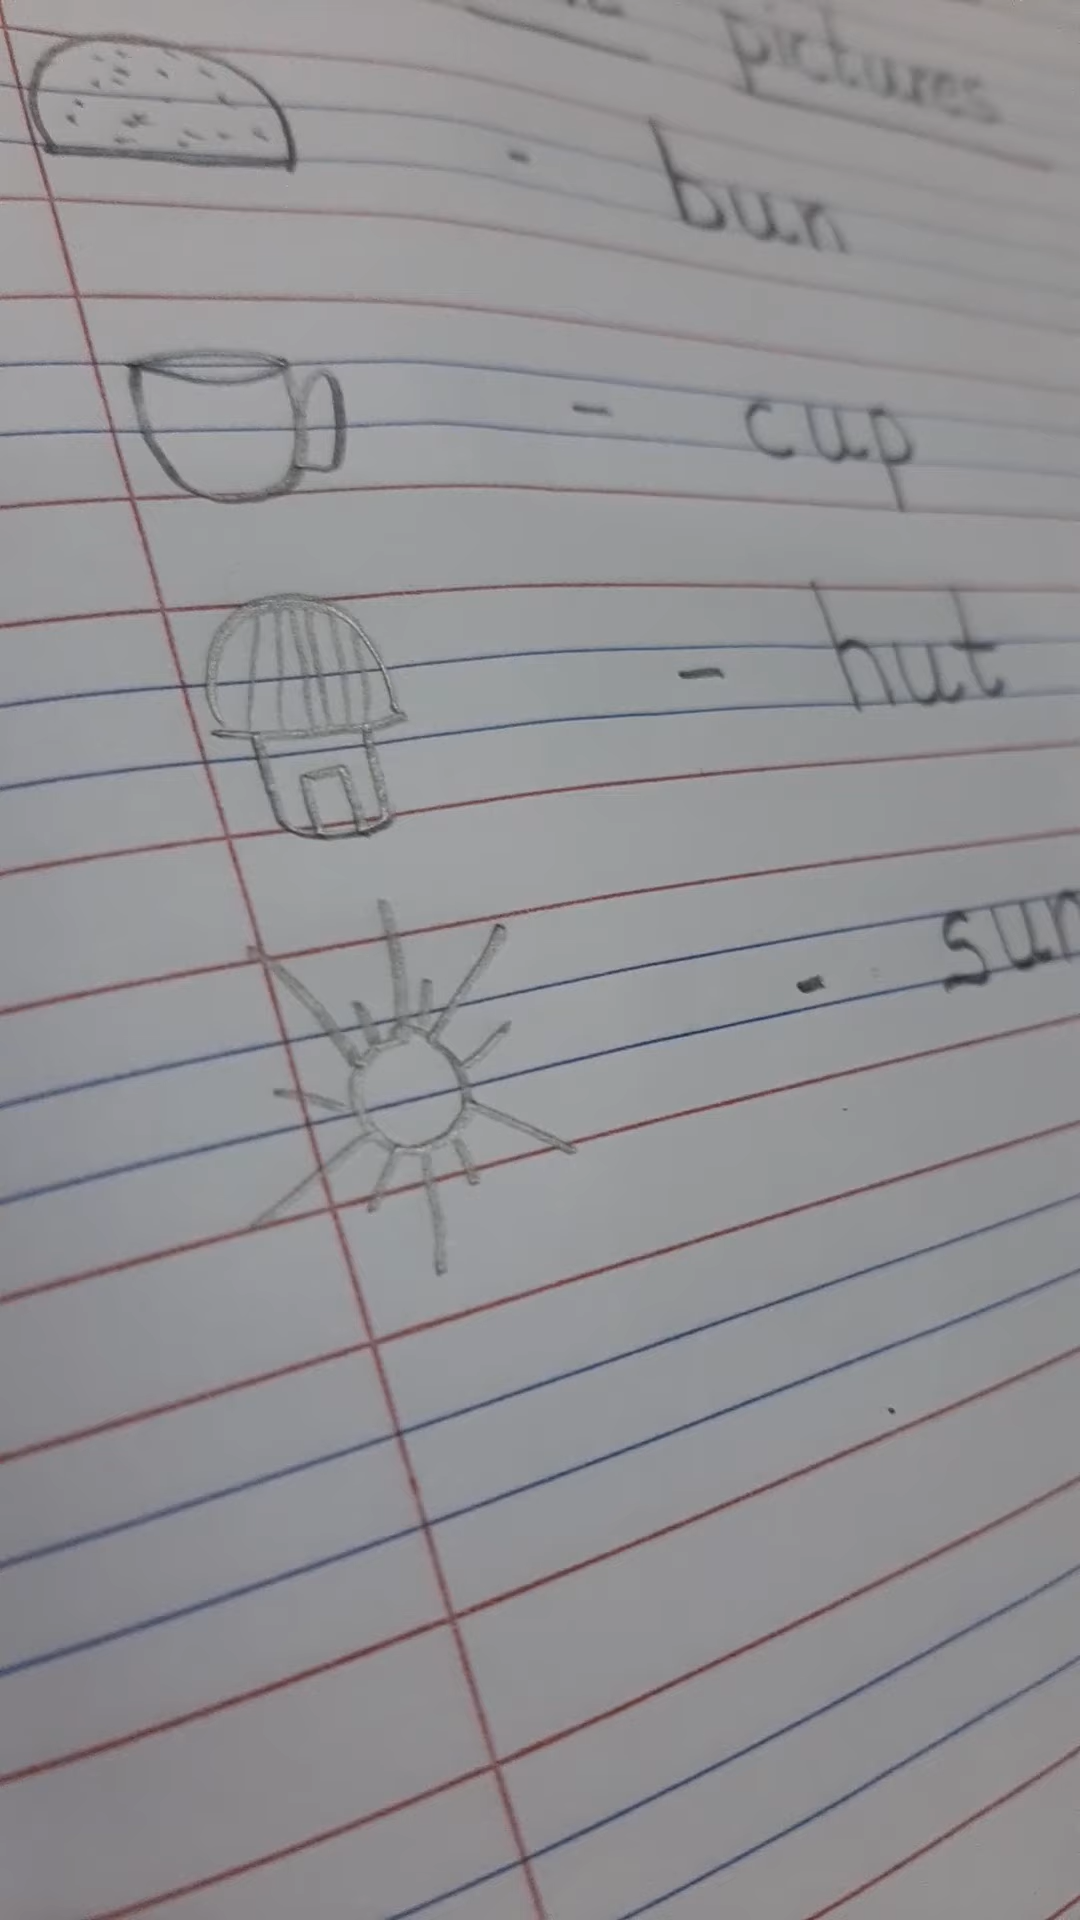 pictures
- bun
- cup
- hut
- sun